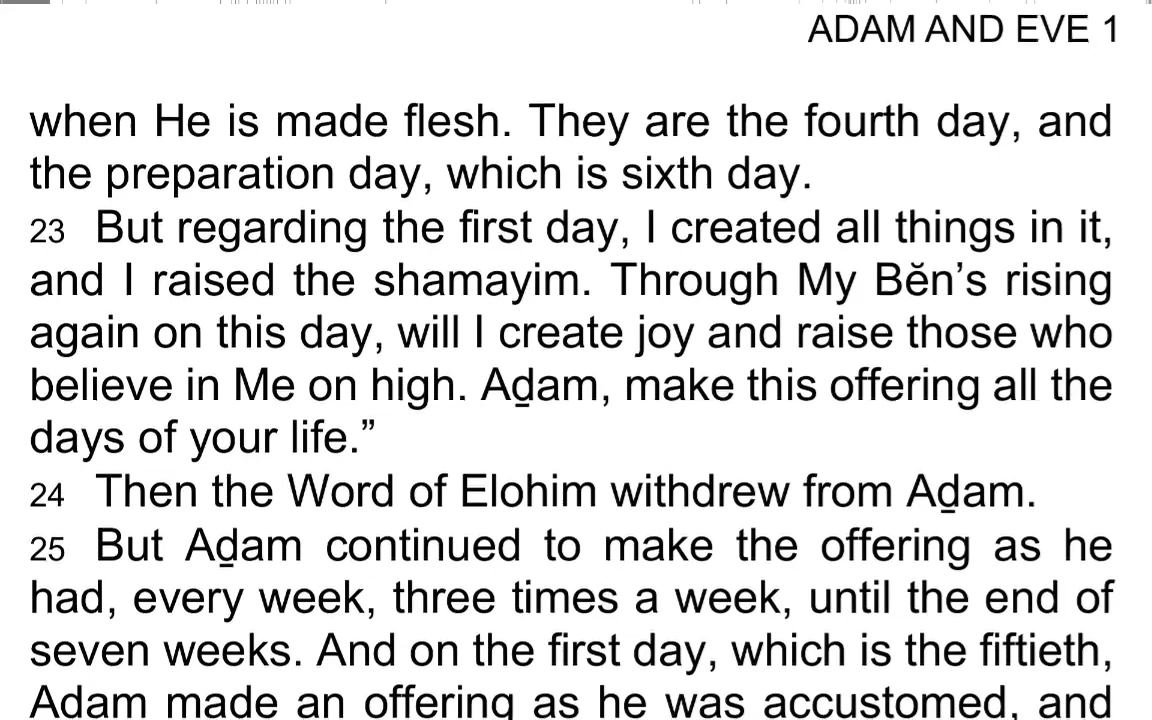 ADAM AND EVE 1
when He is made flesh. They are the fourth day, and
the preparation day, which is sixth day.
23 But regarding the first day, I created all things in it,
and I raised the shamayim. Through My Bĕn’s rising
again on this day, will I create joy and raise those who
believe in Me on high. Aḏam, make this offering all the
days of your life.”
24 Then the Word of Elohim withdrew from Aḏam.
25 But Aḏam continued to make the offering as he
had, every week, three times a week, until the end of
seven weeks. And on the first day, which is the fiftieth,
Adam made an offering as he was accustomed, and